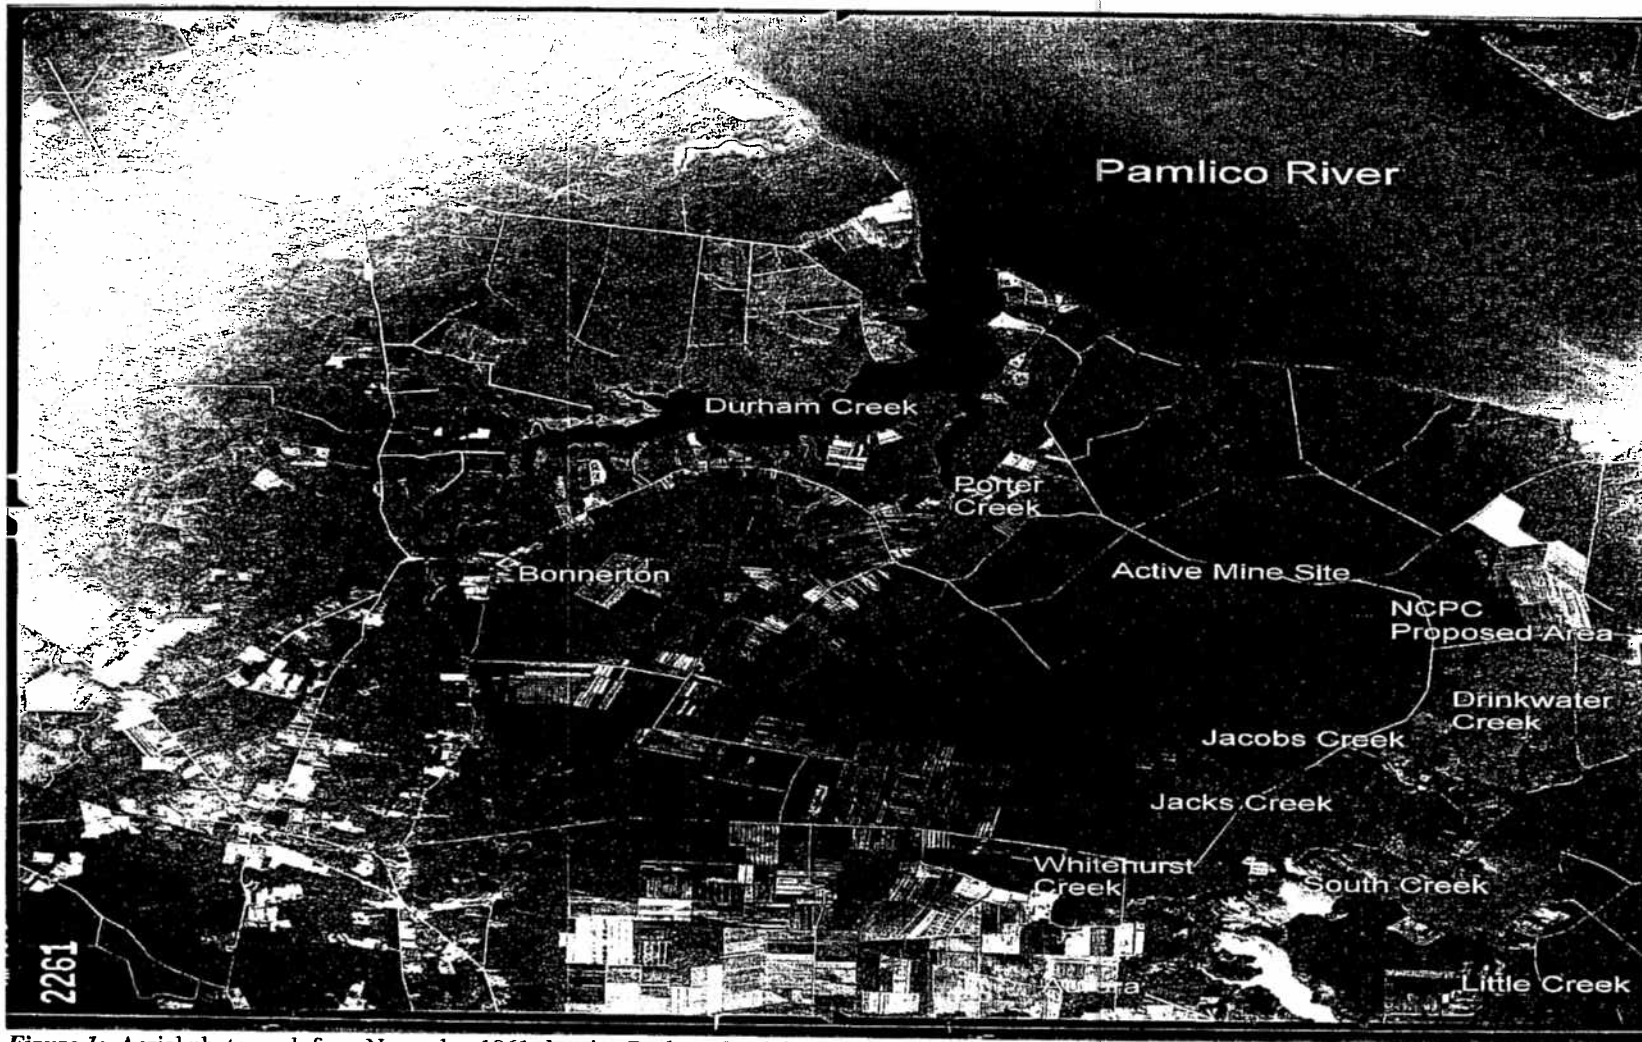 Pamlico River
Durham Creek
Porter
Creek
Bonnerton
Active Mine Site
NCPC
Proposed Area
Drinkwater
Creek
Jacobs Creek
Jacks Creek
Whitehurst
Creek
South Creek
Little Creek
2261